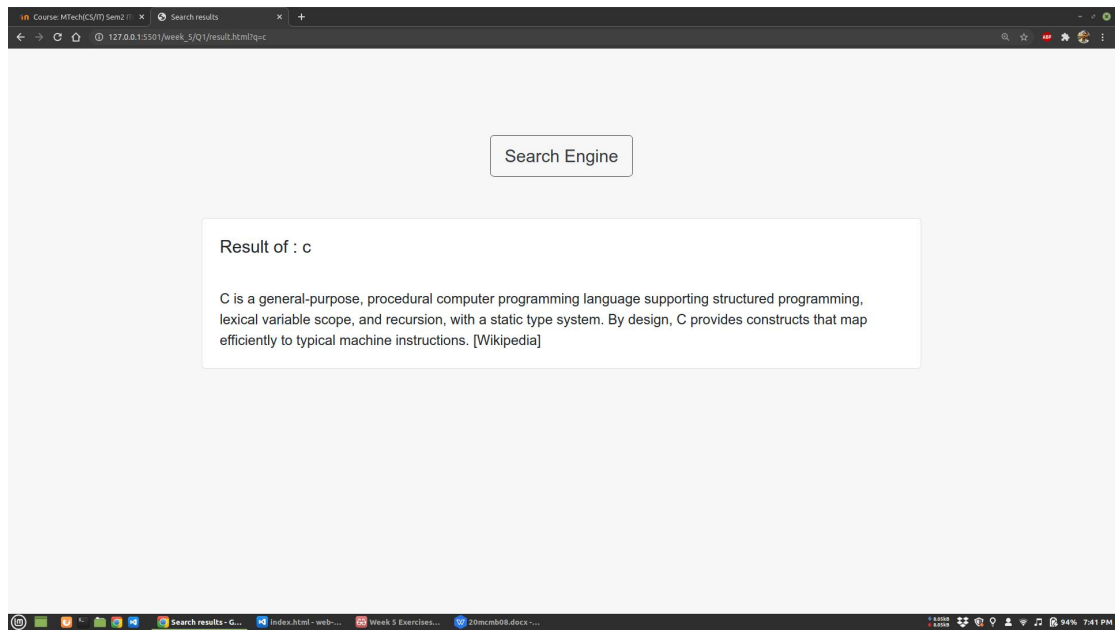 Course: MTech(CS/IT) Sem2 IT
Search results
127.0.0.1:5501/week_5/Q1/result.html?q=c
ABP
Search Engine
Result of : c
C is a general-purpose, procedural computer programming language supporting structured programming,
lexical variable scope, and recursion, with a static type system. By design, C provides constructs that map
efficiently to typical machine instructions. [Wikipedia]
Search results - G...
index.html - web-...
Week 5 Exercises...
20mcmb08.docx -...
94% 7:41 PM